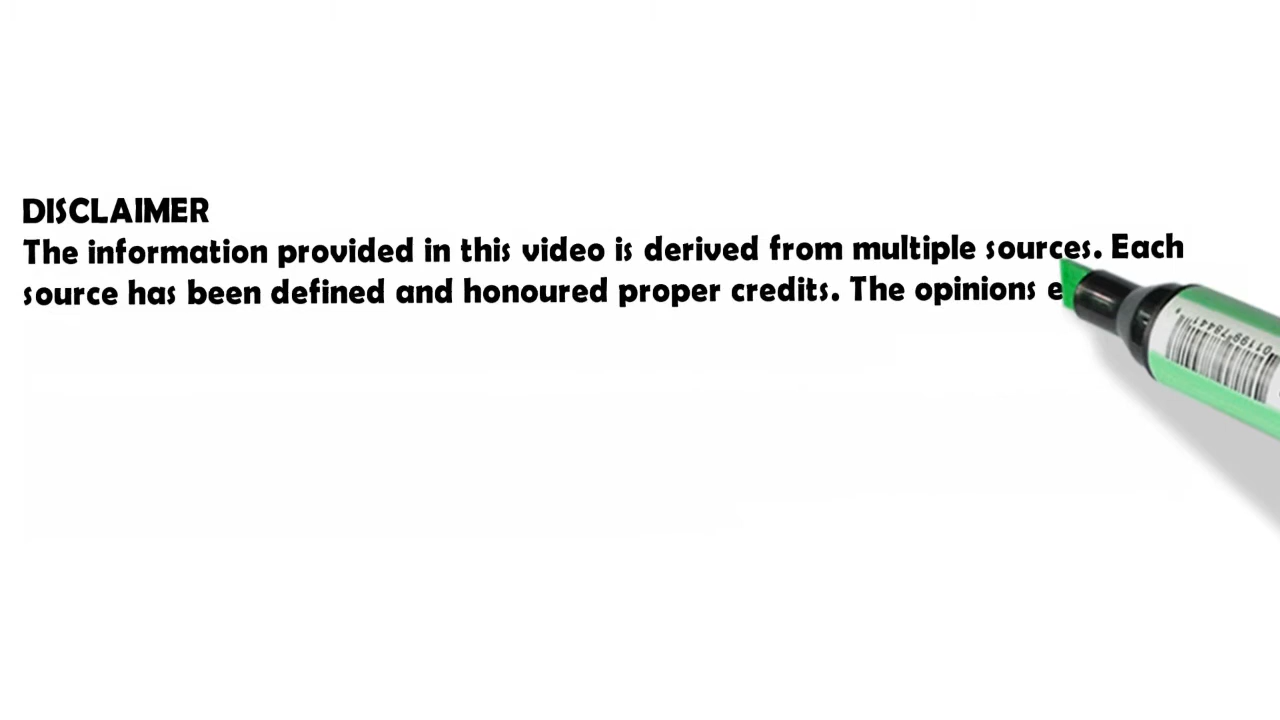 DISCLAIMER
The information provided in this video is derived from multiple sources. Each
source has been defined and honoured proper credits. The opinions e